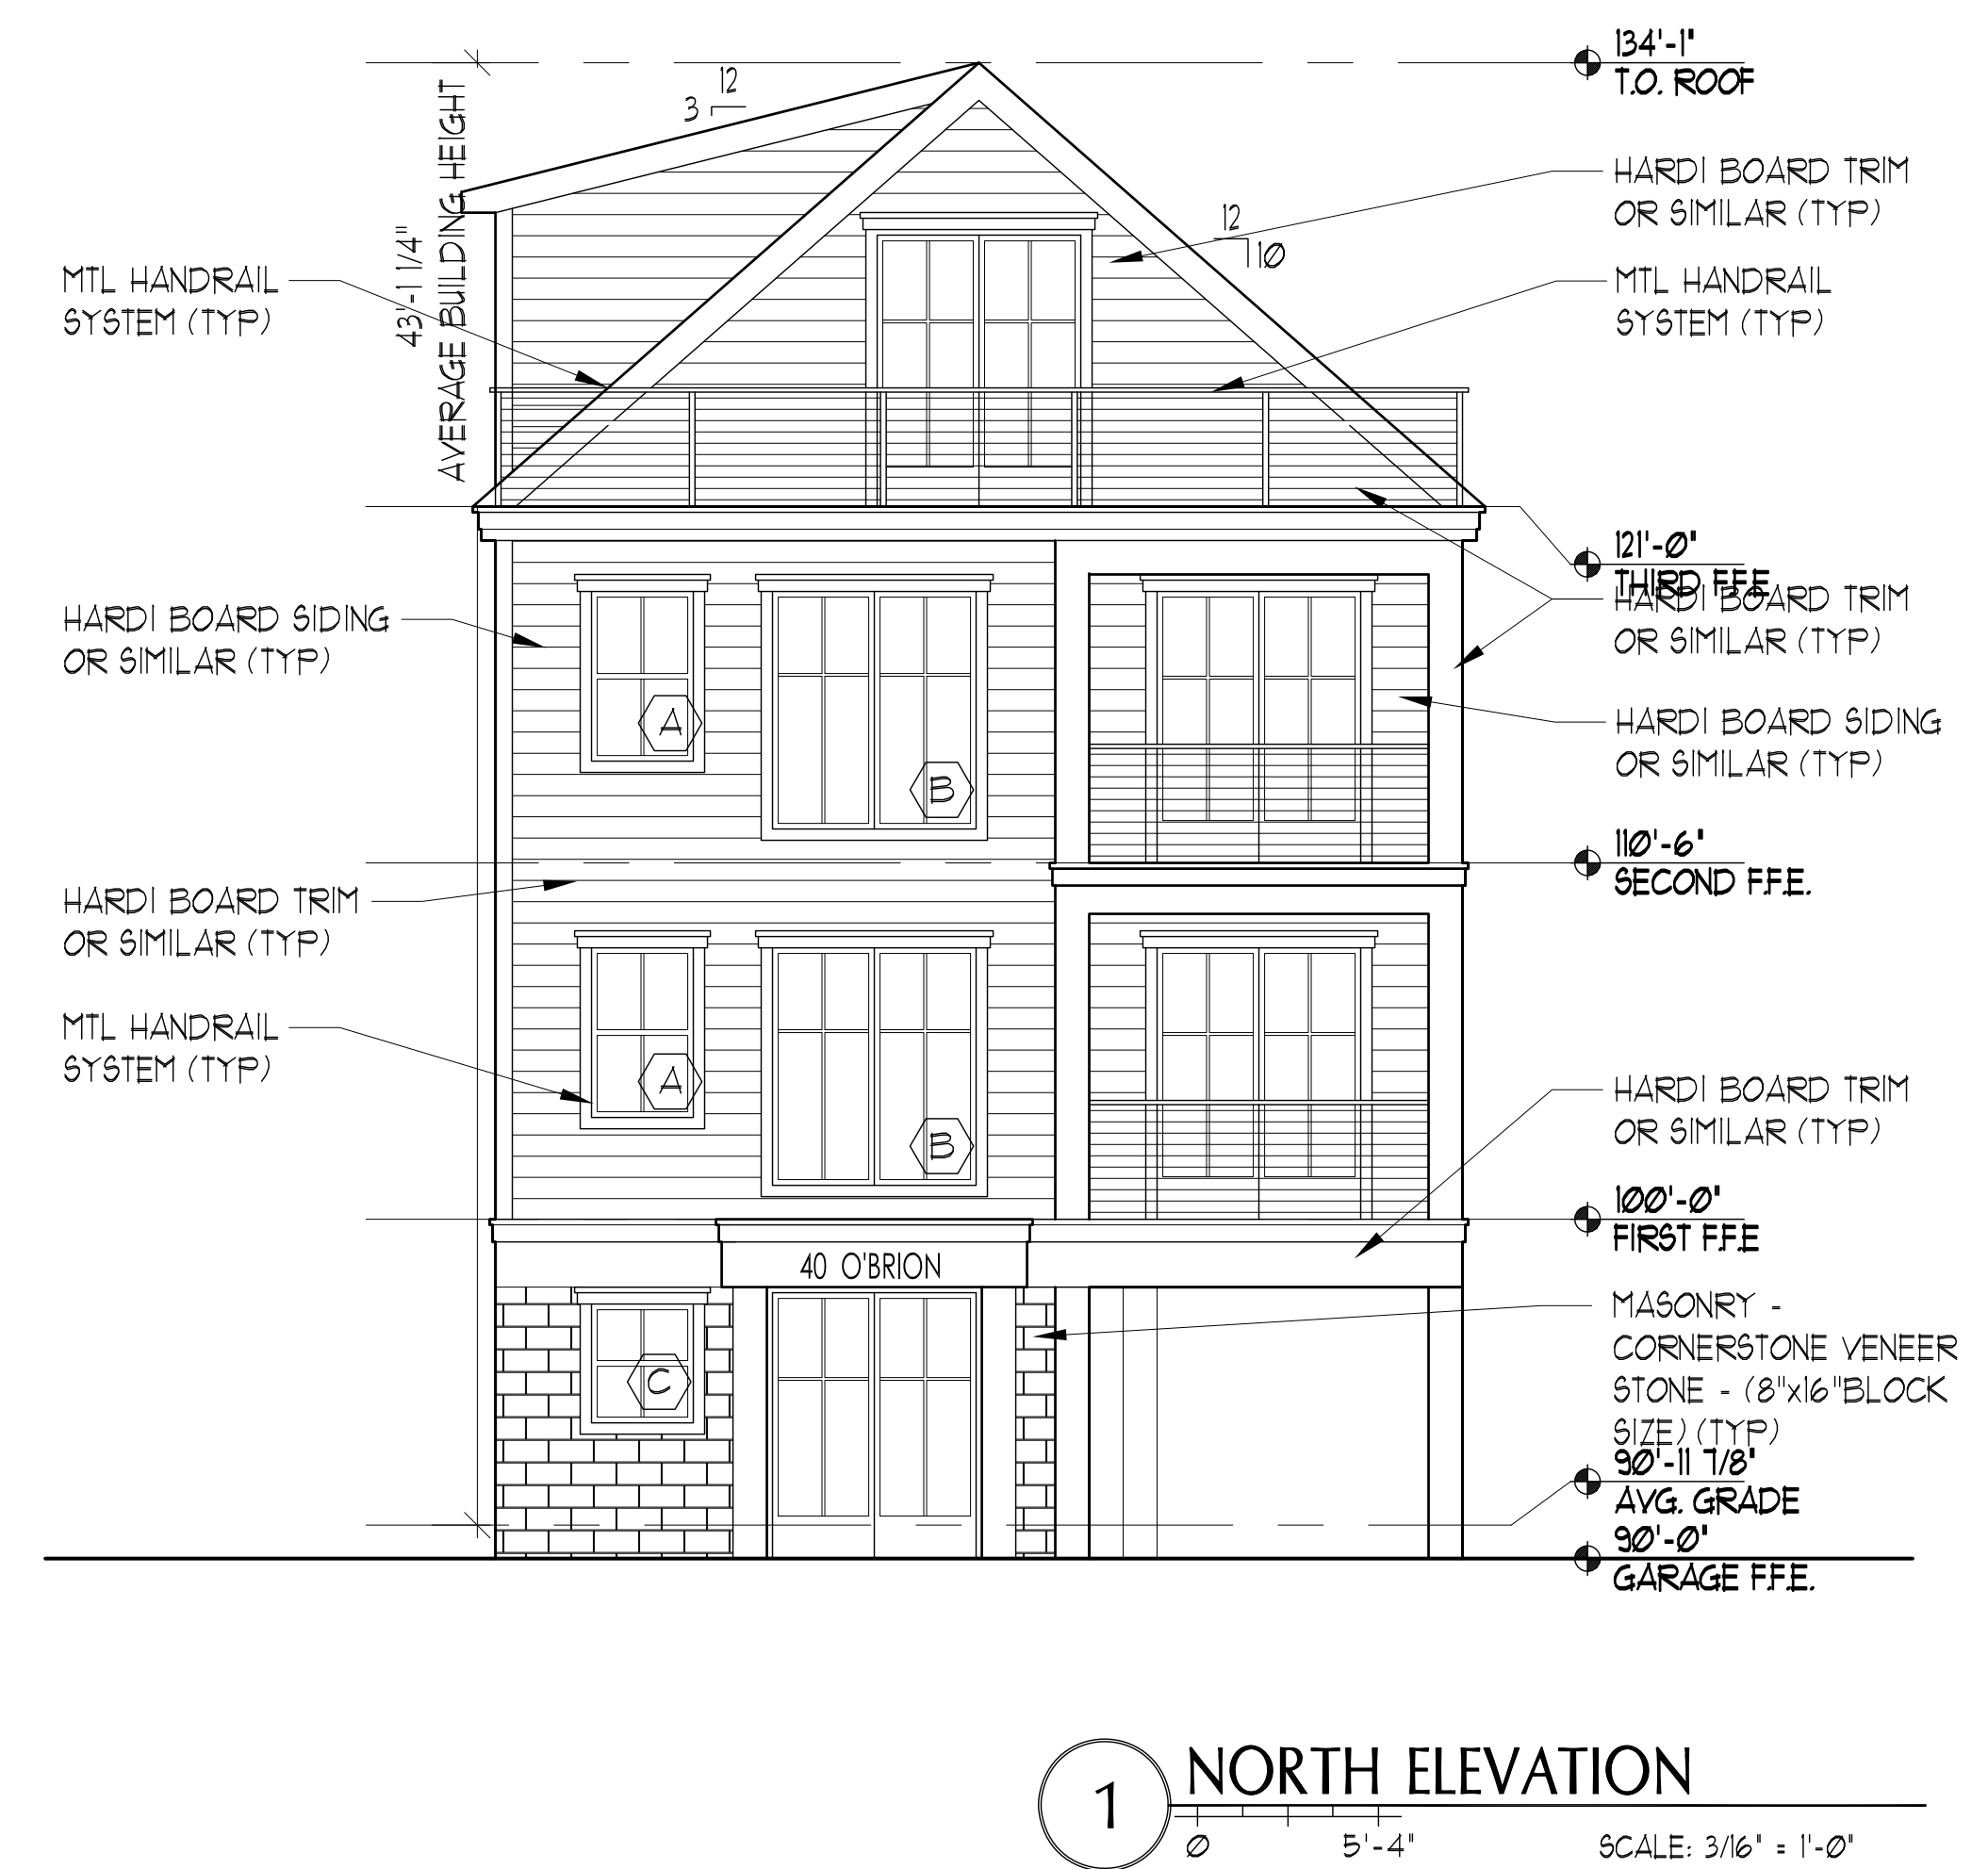 134'-1"
T.O. ROOF
12
3
AVERAGE BUILDING HEIGHT
43'-1 1/4"
HARDI BOARD TRIM
OR SIMILAR (TYP)
12
10
MTL HANDRAIL
SYSTEM (TYP)
MTL HANDRAIL
SYSTEM (TYP)
121'-0"
THIRD F.F.E
HARDI BOARD TRIM
OR SIMILAR (TYP)
HARDI BOARD SIDING
OR SIMILAR (TYP)
A
B
HARDI BOARD SIDING
OR SIMILAR (TYP)
110'-6"
SECOND F.F.E.
HARDI BOARD TRIM
OR SIMILAR (TYP)
MTL HANDRAIL
SYSTEM (TYP)
A
B
HARDI BOARD TRIM
OR SIMILAR (TYP)
100'-0"
FIRST F.F.E
40 O'BRION
MASONRY -
CORNERSTONE VENEER
STONE - (8"x16"BLOCK
SIZE) (TYP)
C
90'-11 7/8"
AVG. GRADE
90'-0"
GARAGE F.F.E.
1
NORTH ELEVATION
0
5'-4"
SCALE: 3/16" = 1'-0"